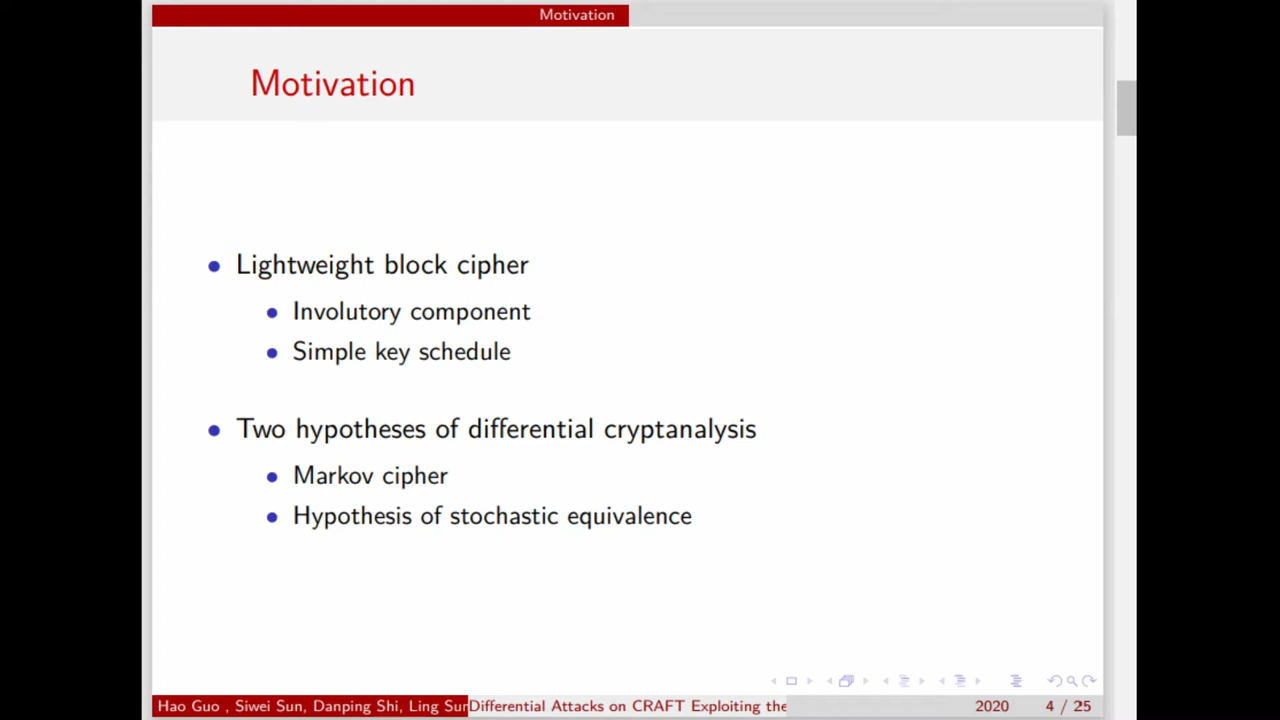 Motivation
Motivation
Lightweight block cipher
Involutory component
Simple key schedule
Two hypotheses of differential cryptanalysis
Markov cipher
Hypothesis of stochastic equivalence
Hao Guo , Siwei Sun, Danping Shi, Ling Sun Differential Attacks on CRAFT Exploiting the 2020 4 / 25